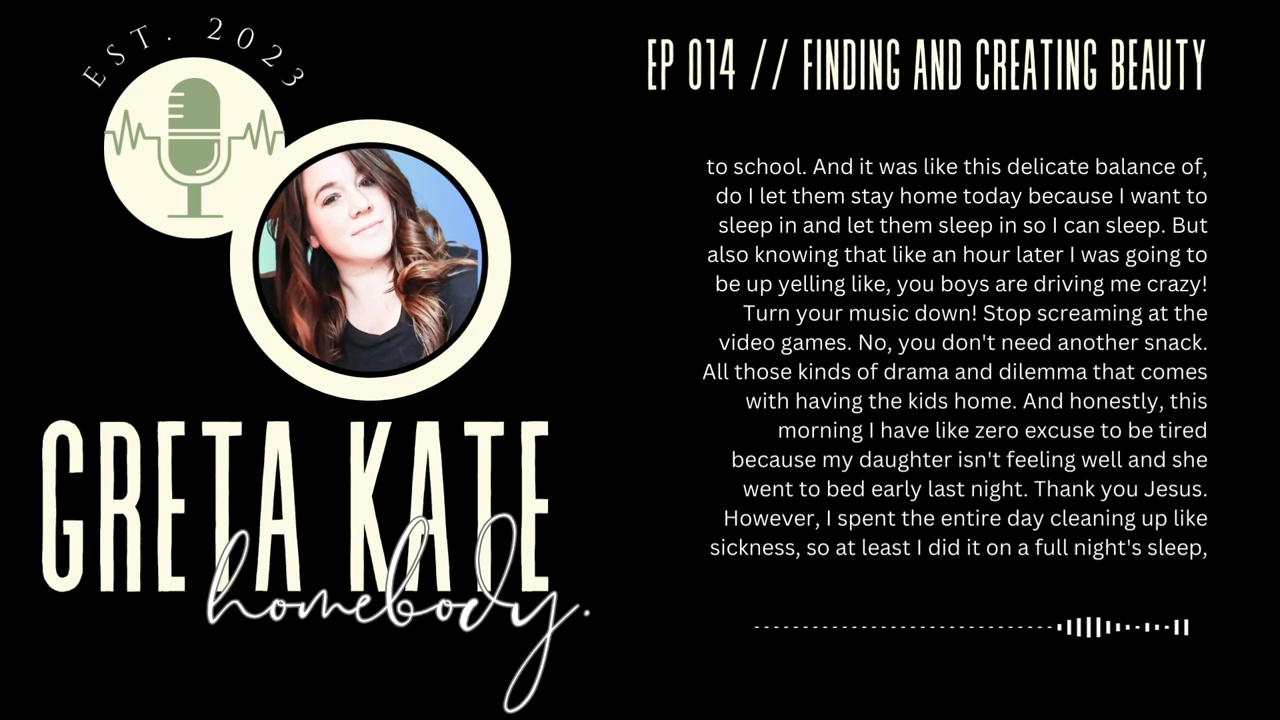 EST. 2023
GRETA KATE
homebody.
EP 014 // FINDING AND CREATING BEAUTY
to school. And it was like this delicate balance of,
do I let them stay home today because I want to
sleep in and let them sleep in so I can sleep. But
also knowing that like an hour later I was going to
be up yelling like, you boys are driving me crazy!
Turn your music down! Stop screaming at the
video games. No, you don't need another snack.
All those kinds of drama and dilemma that comes
with having the kids home. And honestly, this
morning I have like zero excuse to be tired
because my daughter isn't feeling well and she
went to bed early last night. Thank you Jesus.
However, I spent the entire day cleaning up like
sickness, so at least I did it on a full night's sleep,